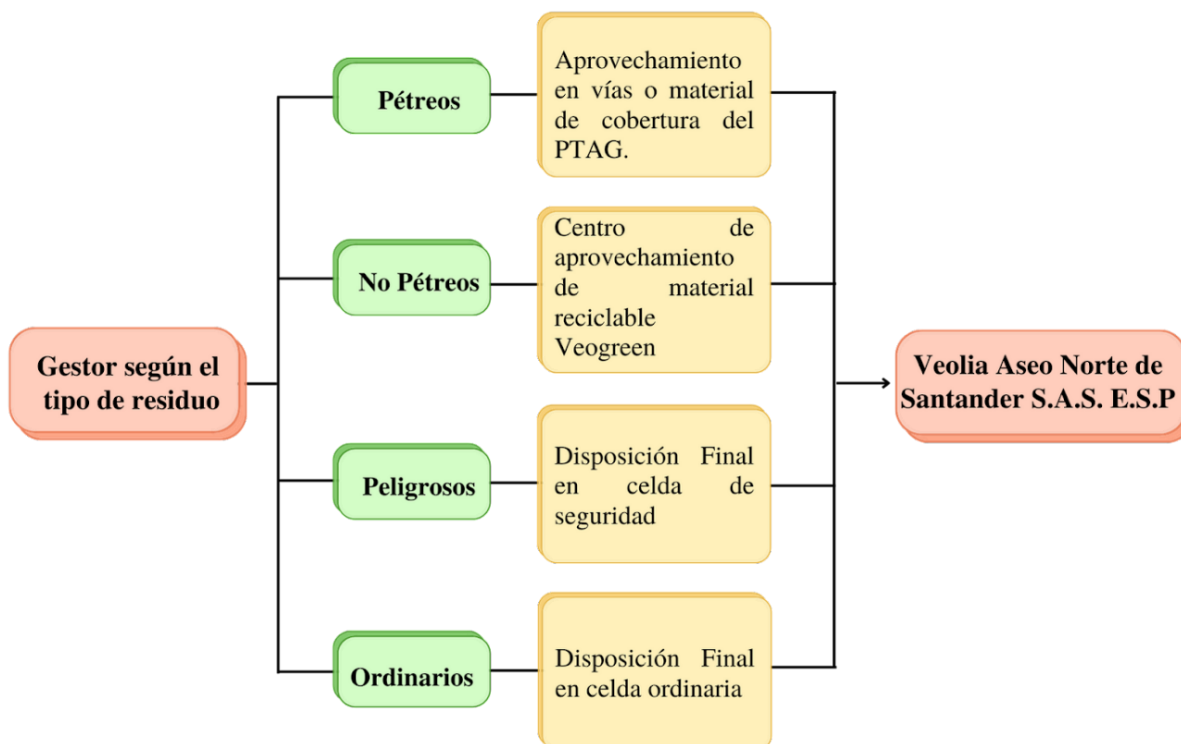 Gestor según el
tipo de residuo
Pétreos
Aprovechamiento
en vías o material
de cobertura del
PTAG.
No Pétreos
Centro de
aprovechamiento
de material
reciclable
Veogreen
Peligrosos
Disposición Final
en celda de
seguridad
Ordinarios
Disposición Final
en celda ordinaria
Veolia Aseo Norte de
Santander S.A.S. E.S.P